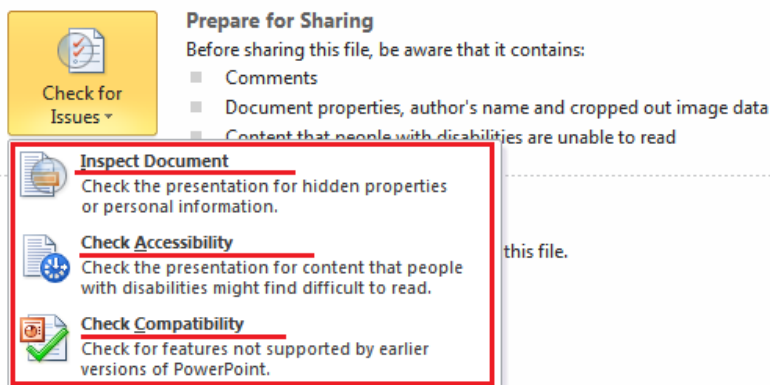 Prepare for Sharing
Before sharing this file, be aware that it contains:
Comments
Document properties, author's name and cropped out image data
Content that people with disabilities are unable to read
Check for
Issues
Inspect Document
Check the presentation for hidden properties
or personal information.
Check Accessibility
Check the presentation for content that people
with disabilities might find difficult to read.
this file.
Check Compatibility
Check for features not supported by earlier
versions of PowerPoint.